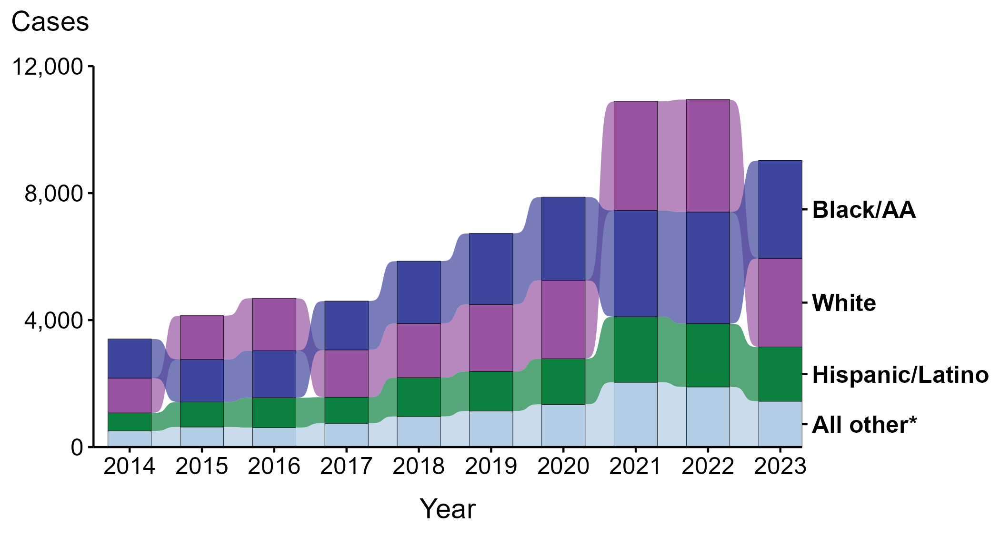 Cases
12,000
8,000
4,000
0
Black/AA
White
Hispanic/Latino
All other*
2014 2015 2016 2017 2018 2019 2020 2021 2022 2023
Year